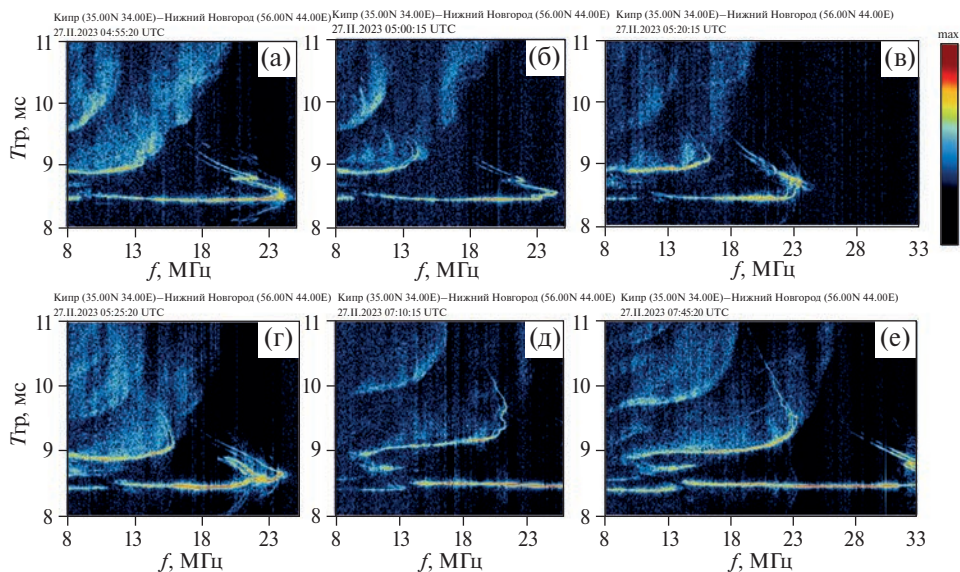 Кипр (35.00N 34.00E)–Нижний Новгород (56.00N 44.00E)
27.II.2023 04:55:20 UTC
(а)
Кипр (35.00N 34.00E)–Нижний Новгород (56.00N 44.00E)
27.II.2023 05:00:15 UTC
(б)
Кипр (35.00N 34.00E)–Нижний Новгород (56.00N 44.00E)
27.II.2023 05:20:15 UTC
(в)
max
min
11
10
9
8
Tгр, мс
8 13 18 23
f, МГц
8 13 18 23
f, МГц
8 13 18 23 28 33
f, МГц
Кипр (35.00N 34.00E)–Нижний Новгород (56.00N 44.00E)
27.II.2023 05:25:20 UTC
(г)
Кипр (35.00N 34.00E)–Нижний Новгород (56.00N 44.00E)
27.II.2023 07:10:15 UTC
(д)
Кипр (35.00N 34.00E)–Нижний Новгород (56.00N 44.00E)
27.II.2023 07:45:20 UTC
(е)
11
10
9
8
Tгр, мс
8 13 18 23
f, МГц
8 13 18 23
f, МГц
8 13 18 23 28 33
f, МГц